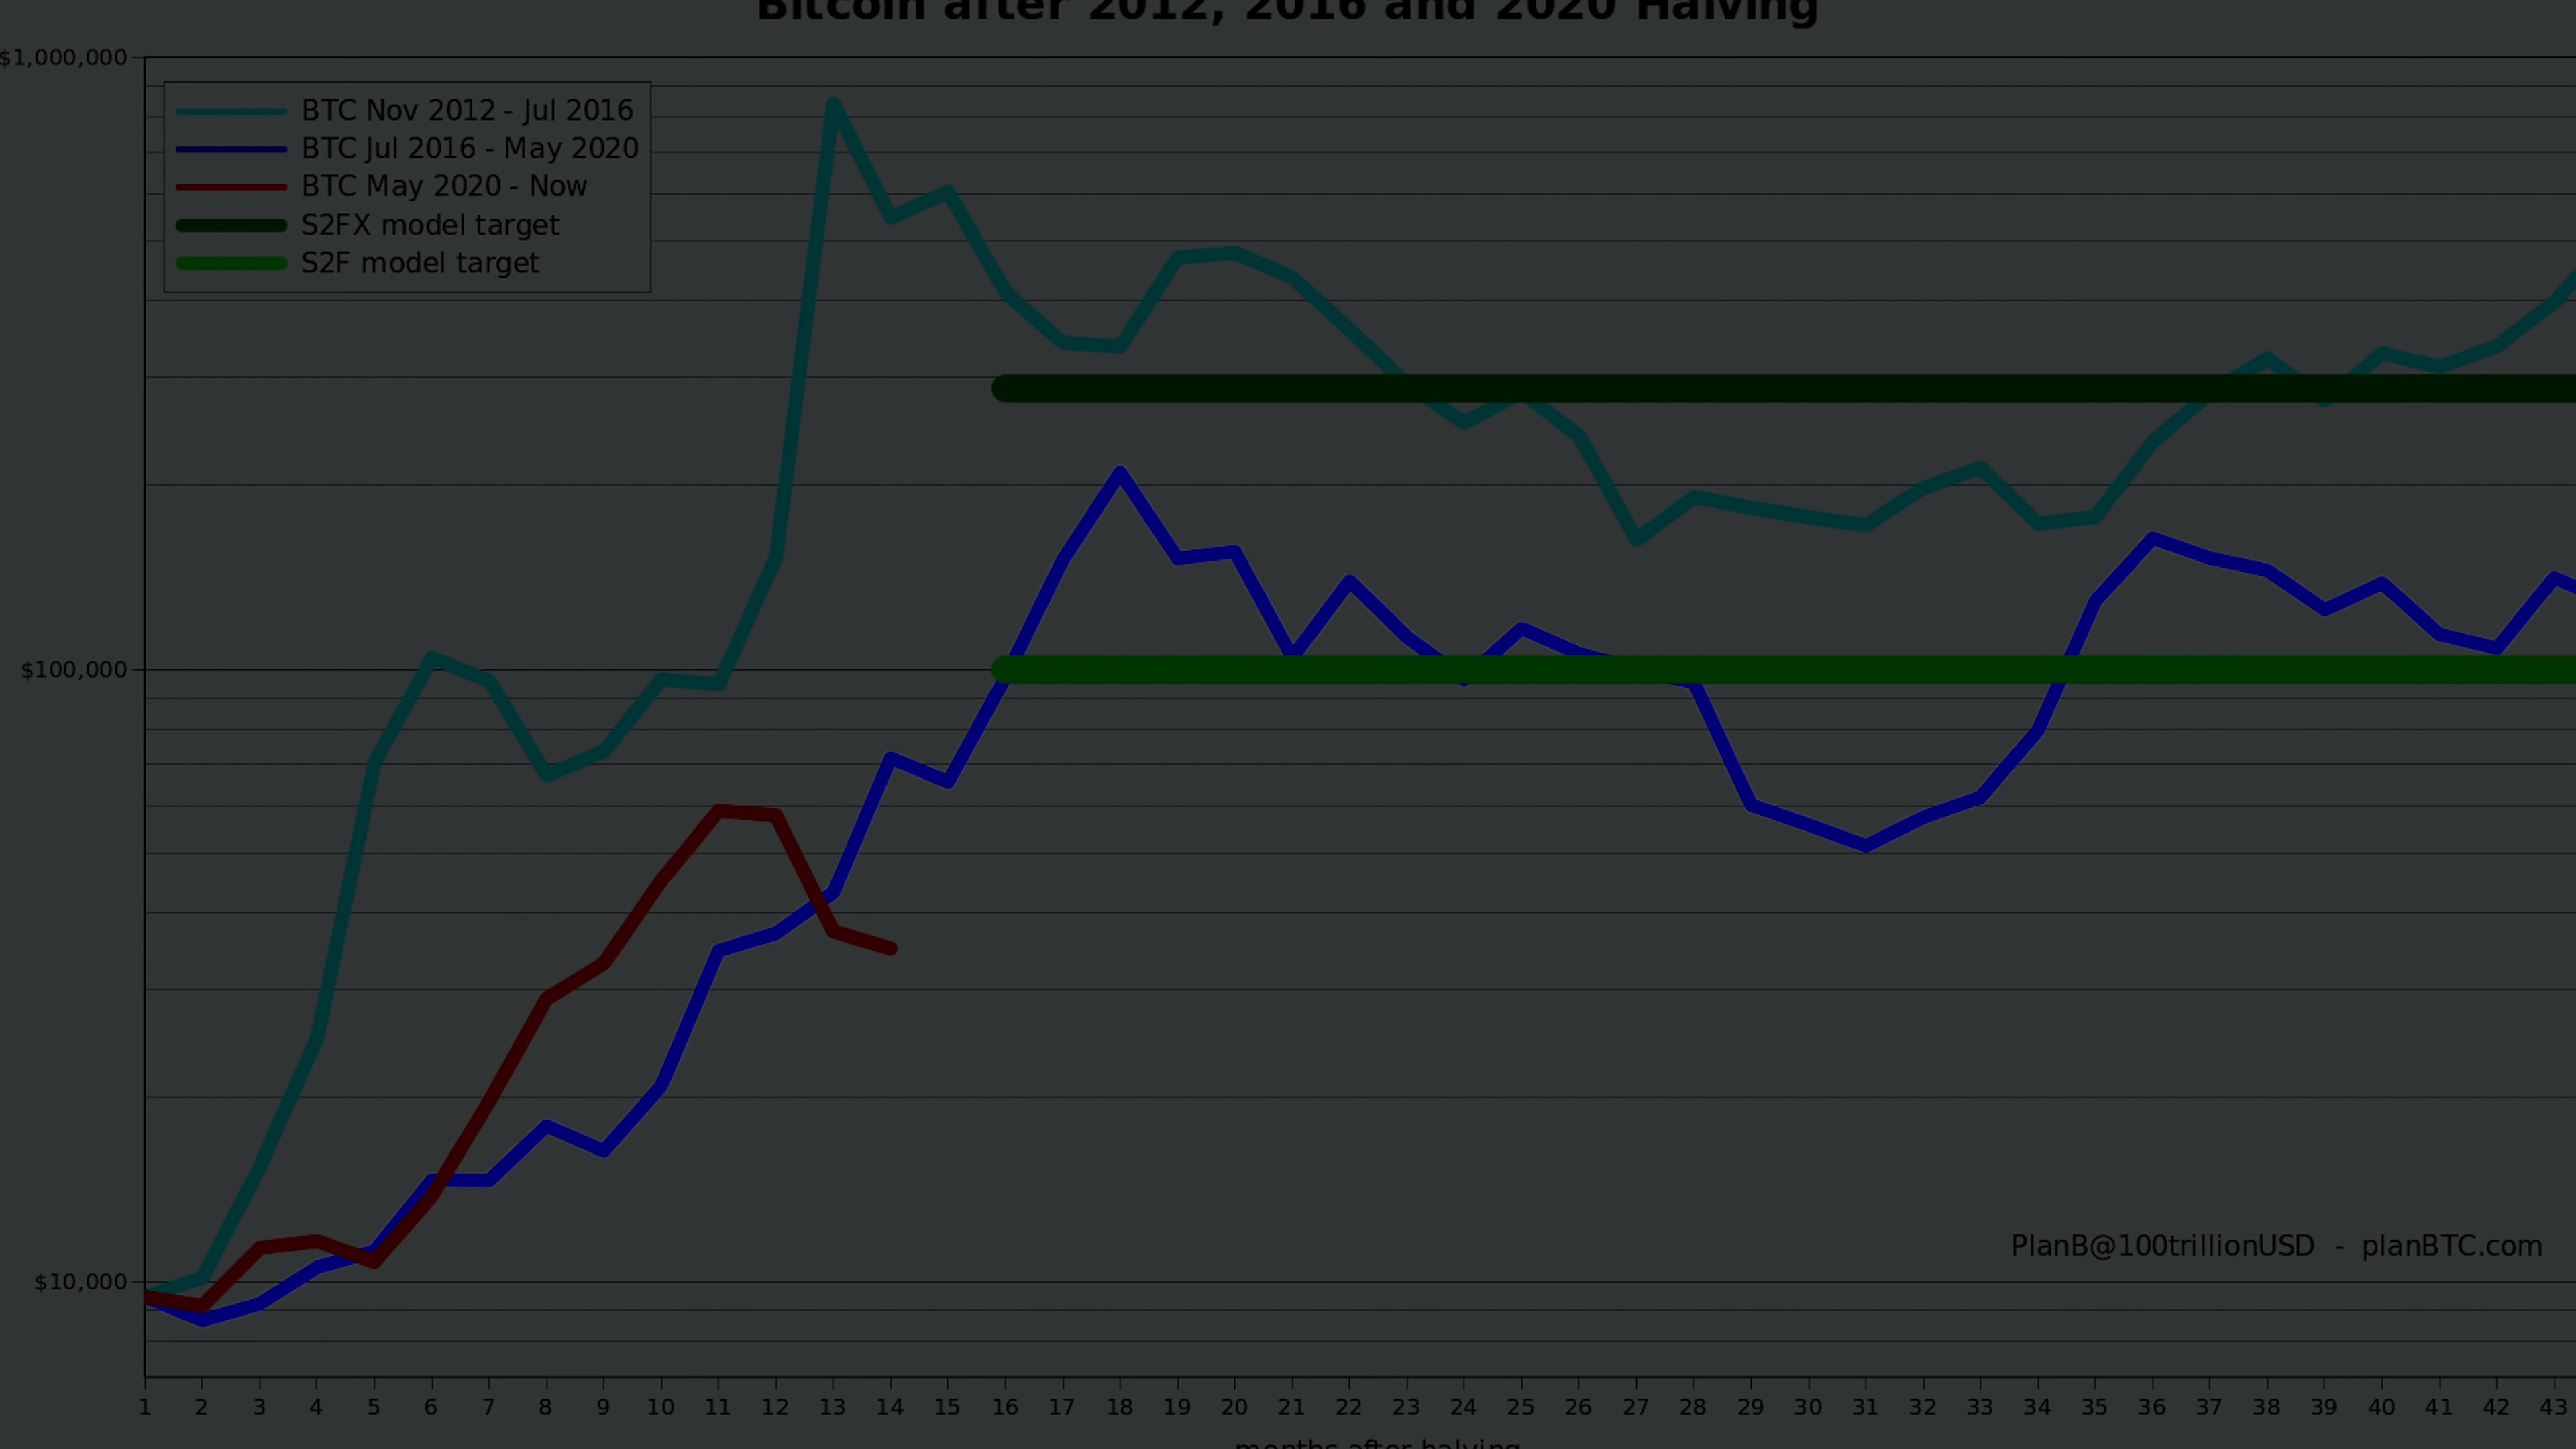 Bitcoin after 2012, 2016 and 2020 Halving
$1,000,000
BTC Nov 2012 - Jul 2016
BTC Jul 2016 - May 2020
BTC May 2020 - Now
S2FX model target
S2F model target
$100,000
PlanB@100trillionUSD - planBTC.com
$10,000
1 2 3 4 5 6 7 8 9 10 11 12 13 14 15 16 17 18 19 20 21 22 23 24 25 26 27 28 29 30 31 32 33 34 35 36 37 38 39 40 41 42 43
months after halving